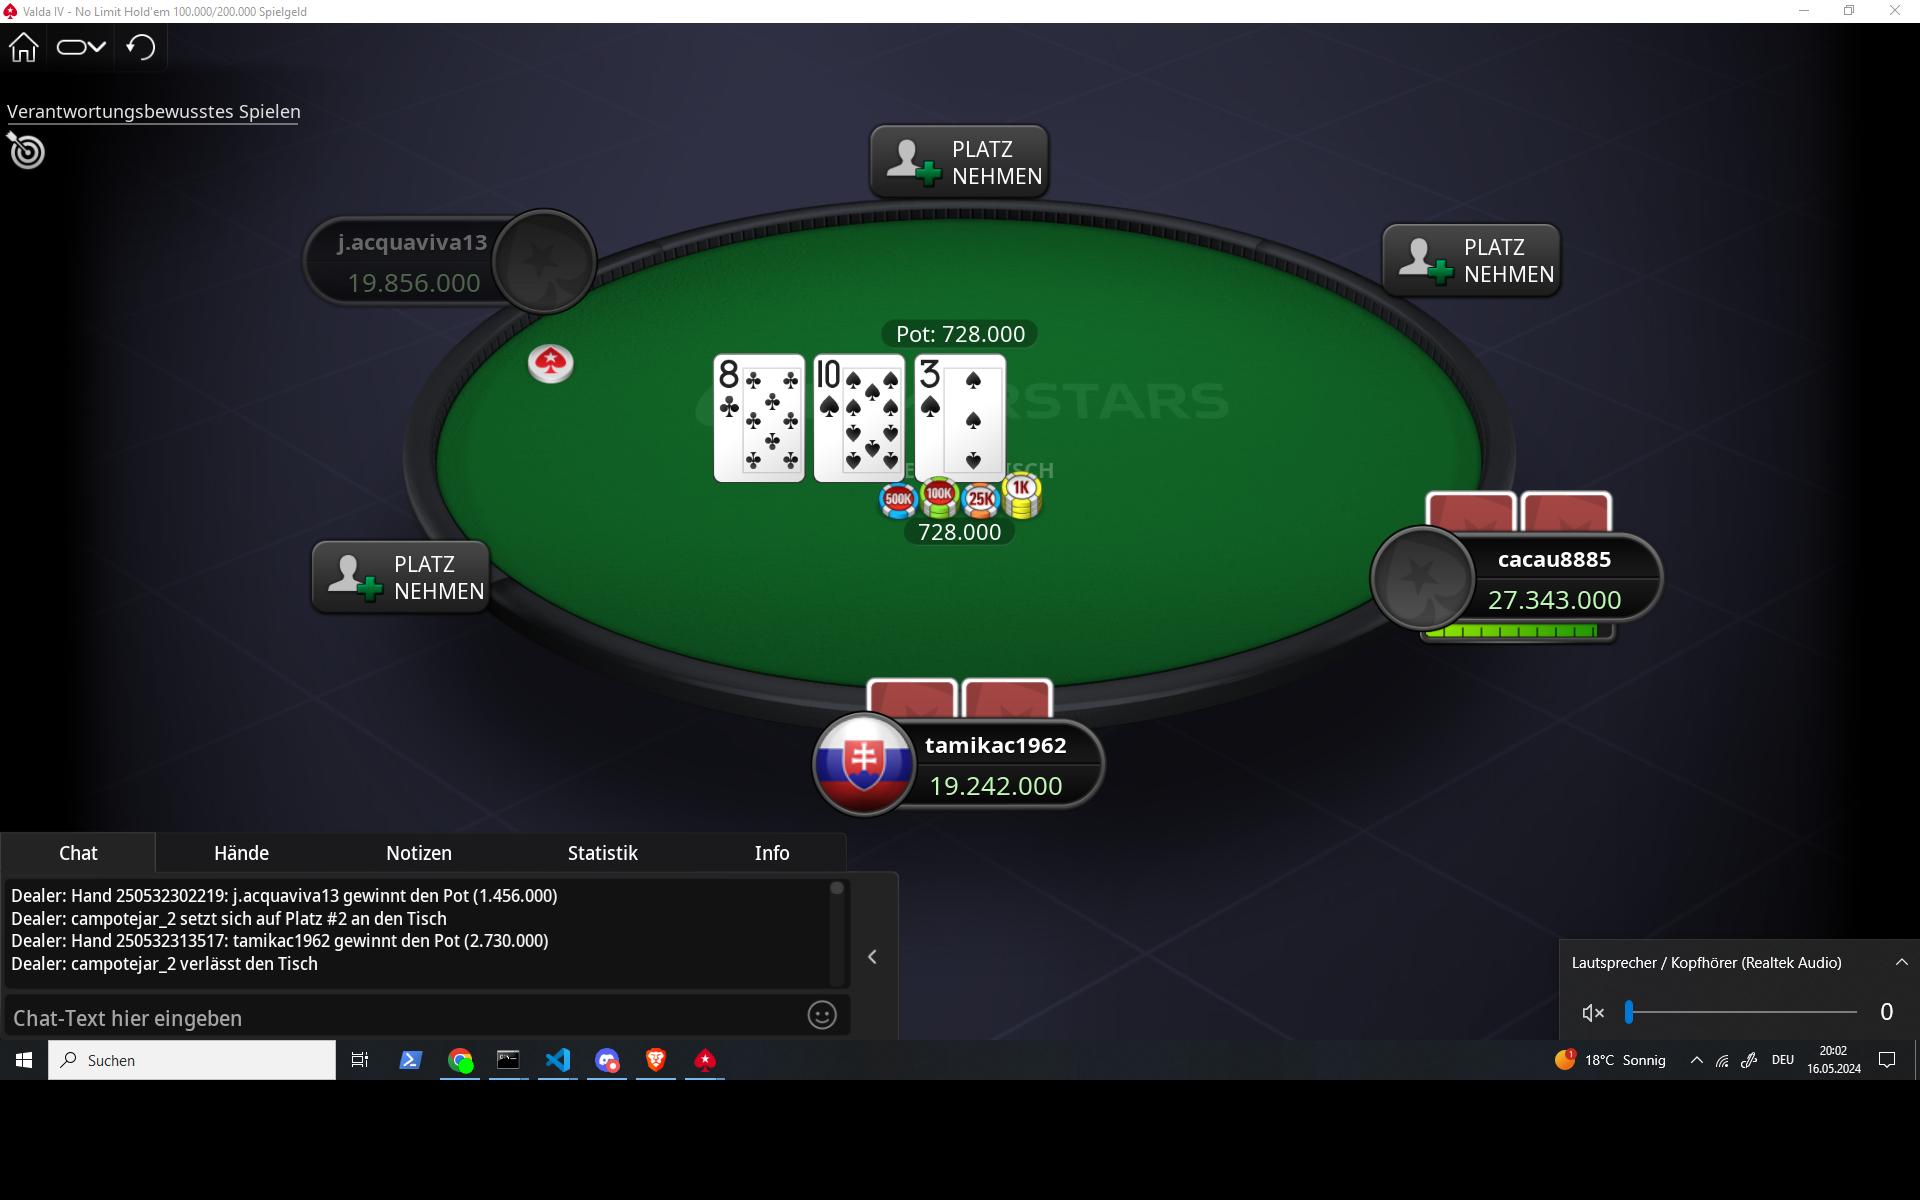 Valda IV - No Limit Hold'em 100.000/200.000 Spielgeld
Verantwortungsbewusstes Spielen
PLATZ
NEHMEN
j.acquaviva13
19.856.000
PLATZ
NEHMEN
Pot: 728.000
8
10
3
RSTARS
SCH
500K
100K
25K
1K
728.000
PLATZ
NEHMEN
cacau8885
27.343.000
tamikac1962
19.242.000
Chat
Hände
Notizen
Statistik
Info
Dealer: Hand 250532302219: j.acquaviva13 gewinnt den Pot (1.456.000)
Dealer: campotejar_2 setzt sich auf Platz #2 an den Tisch
Dealer: Hand 250532313517: tamikac1962 gewinnt den Pot (2.730.000)
Dealer: campotejar_2 verlässt den Tisch
Chat-Text hier eingeben
Lautsprecher / Kopfhörer (Realtek Audio)
0
Suchen
1
18°C Sonnig
DEU
20:02
16.05.2024